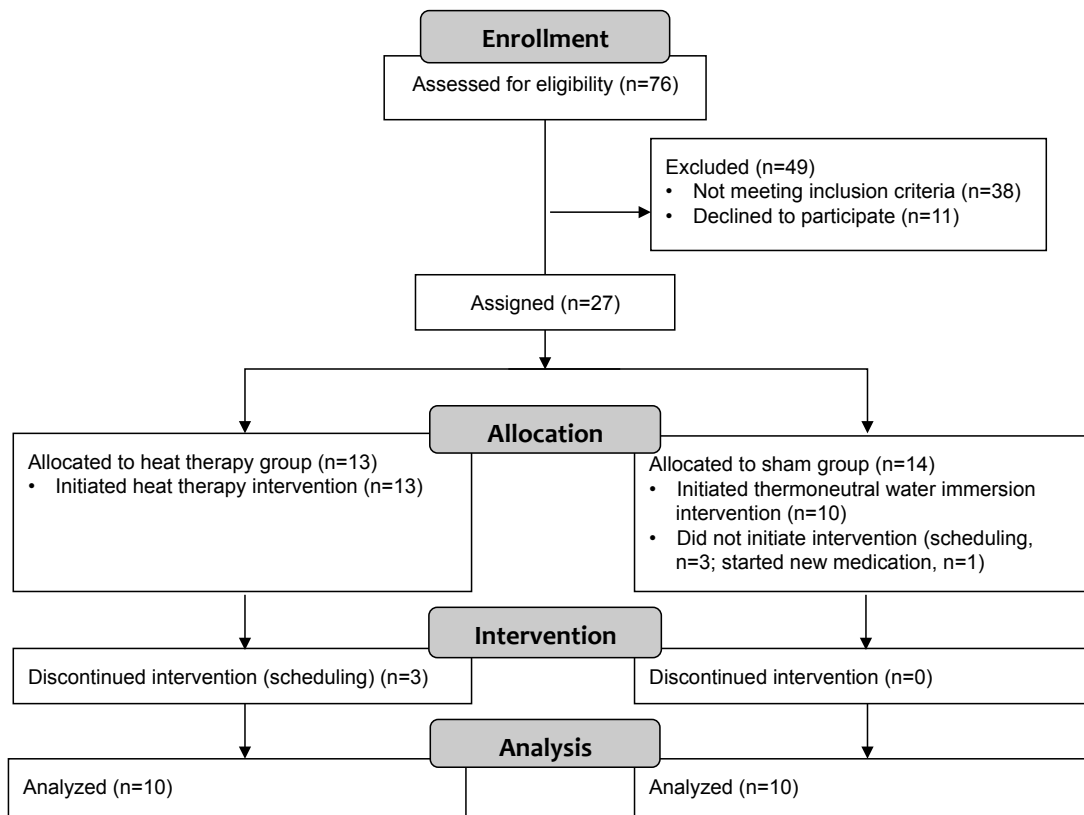 Enrollment
Assessed for eligibility (n=76)
Excluded (n=49)
• Not meeting inclusion criteria (n=38)
• Declined to participate (n=11)
Assigned (n=27)
Allocation
Allocated to heat therapy group (n=13)
• Initiated heat therapy intervention (n=13)
Allocated to sham group (n=14)
• Initiated thermoneutral water immersion
intervention (n=10)
• Did not initiate intervention (scheduling,
n=3; started new medication, n=1)
Intervention
Discontinued intervention (scheduling) (n=3)
Discontinued intervention (n=0)
Analysis
Analyzed (n=10)
Analyzed (n=10)